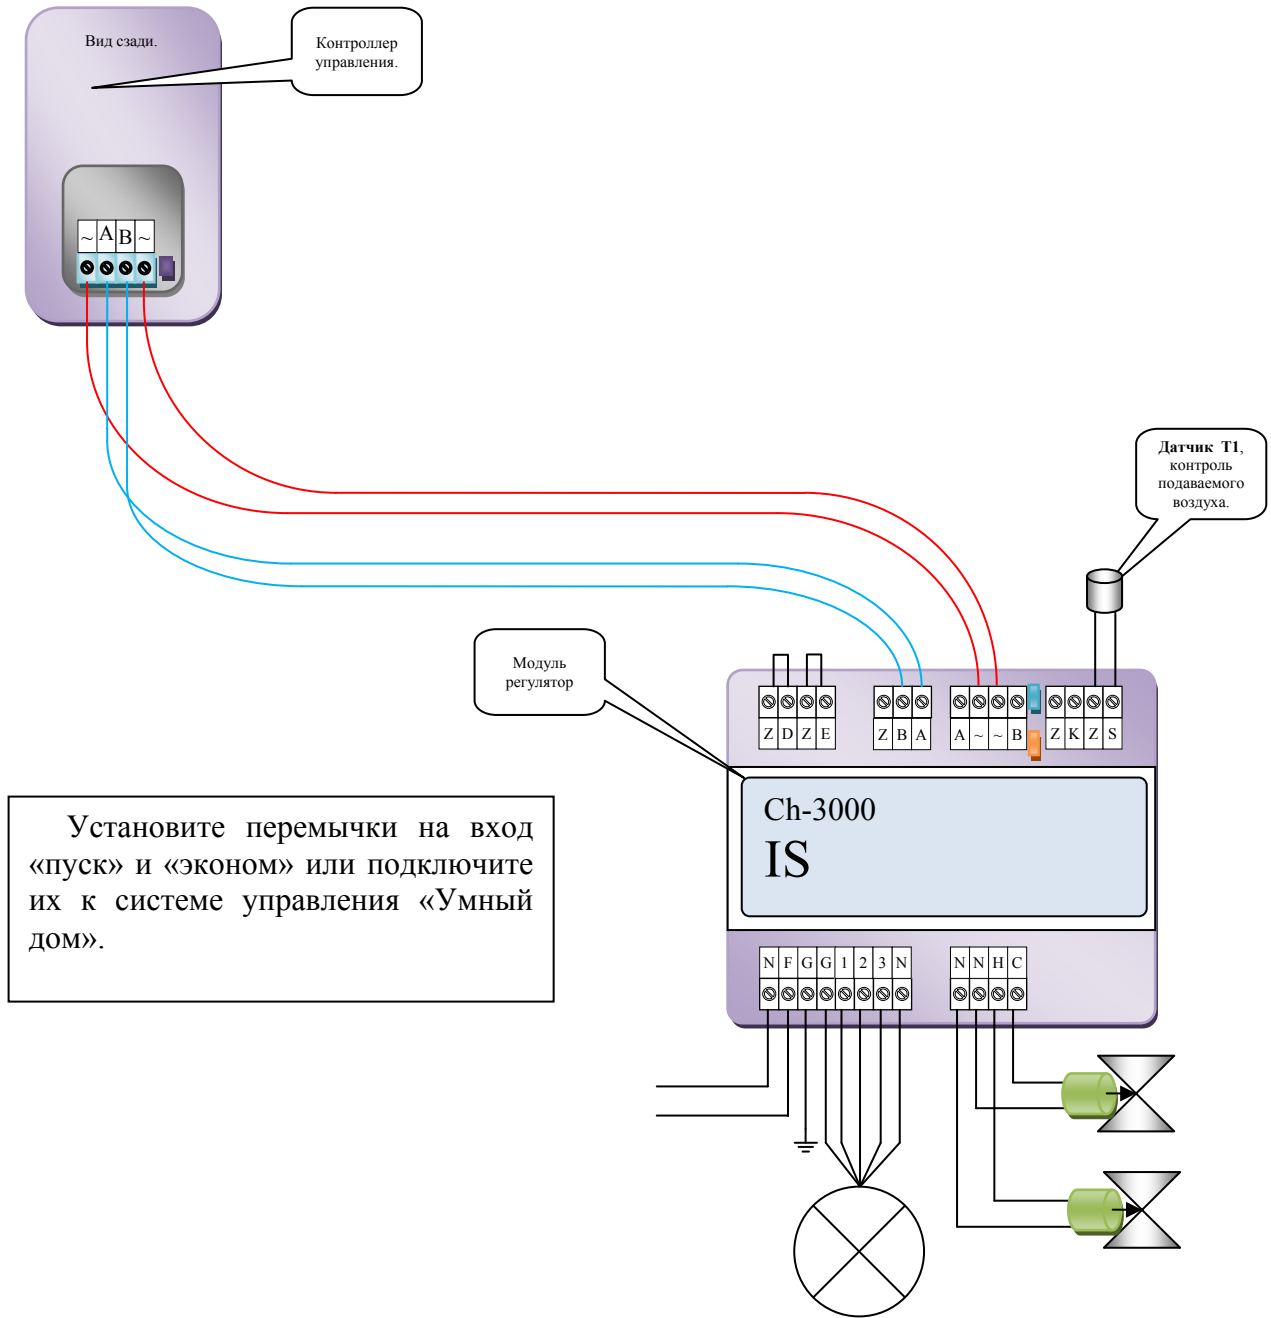 Вид сзади.
Контроллер
управления.
~ A B ~
Датчик T1,
контроль
подаваемого
воздуха.
Модуль
регулятор
Z D Z E
Z B A
A ~ ~ B
Z K Z S
Ch-3000
IS
Установите перемычки на вход
«пуск» и «эконом» или подключите
их к системе управления «Умный
дом».
N F G G 1 2 3 N
N N H C